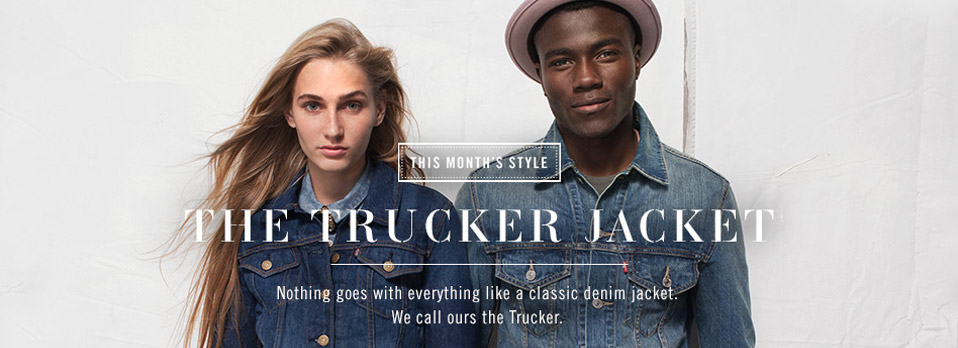 THIS MONTH'S STYLE
THE TRUCKER JACKET
Nothing goes with everything like a classic denim jacket.
We call ours the Trucker.